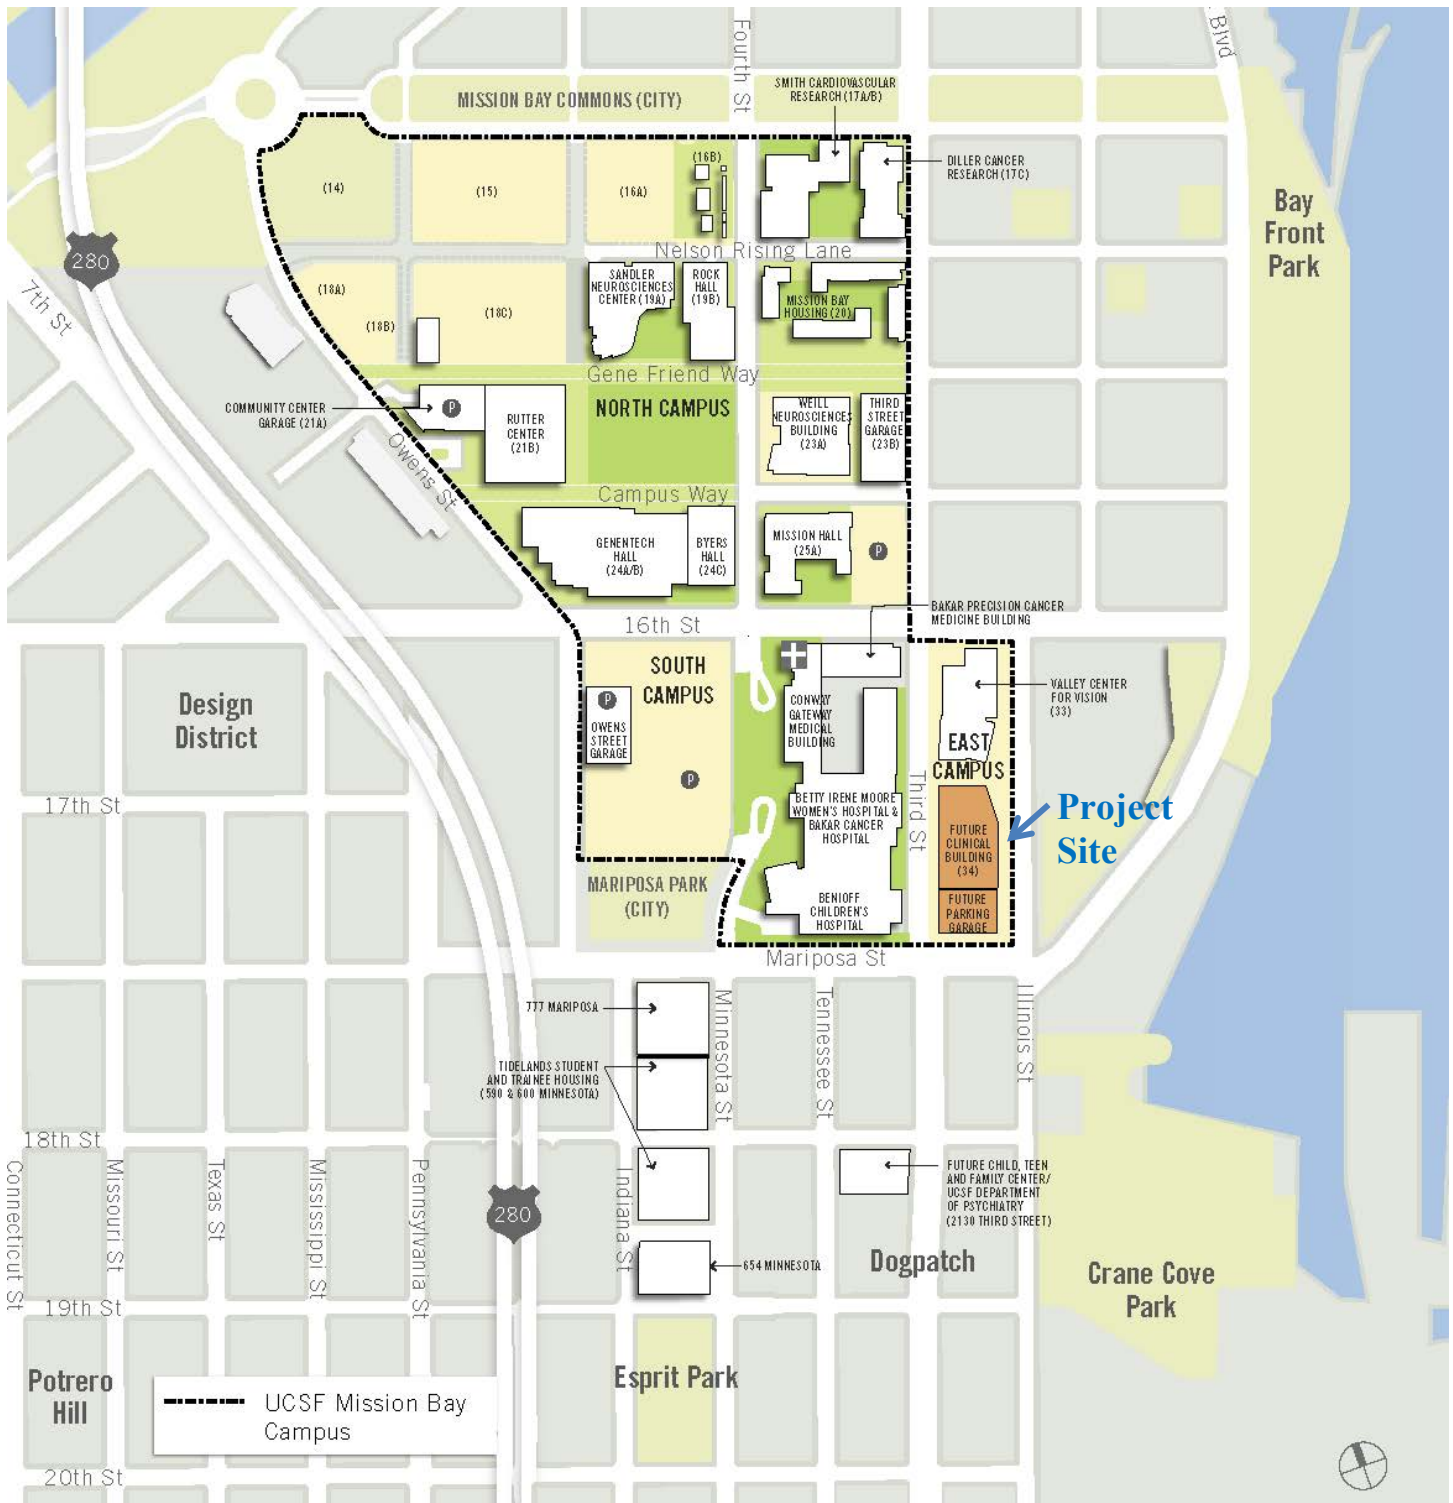 Fourth St
Blvd
SMITH CARDIOVASCULAR
RESEARCH (17A/B)
MISSION BAY COMMONS (CITY)
(16B)
DILLER CANCER
RESEARCH (17C)
(14)
(15)
(16A)
Bay
Front
Park
Nelson Rising Lane
280
7th St
(18A)
(18B)
(18C)
SANDLER
NEUROSCIENCES
CENTER (19A)
ROCK
HALL
(19B)
MISSION BAY
HOUSING (20)
Gene Friend Way
COMMUNITY CENTER
GARAGE (21A)
P
RUTTER
CENTER
(21B)
NORTH CAMPUS
WEILL
NEUROSCIENCES
BUILDING
(23A)
THIRD
STREET
GARAGE
(23B)
Owens St
Campus Way
GENENTECH
HALL
(24A/B)
BYERS
HALL
(24C)
MISSION HALL
(25A)
P
BAKAR PRECISION CANCER
MEDICINE BUILDING
16th St
SOUTH
CAMPUS
P
OWENS
STREET
GARAGE
P
CONWAY
GATEWAY
MEDICAL
BUILDING
VALLEY CENTER
FOR VISION
(33)
EAST
CAMPUS
Design
District
17th St
Third St
BETTY IRENE MOORE
WOMEN'S HOSPITAL &
BAKAR CANCER
HOSPITAL
FUTURE
CLINICAL
BUILDING
(34)
Project
Site
MARIPOSA PARK
(CITY)
BENIOFF
CHILDREN'S
HOSPITAL
FUTURE
PARKING
GARAGE
Mariposa St
777 MARIPOSA
Minnesota St
Tennessee St
Illinois St
TIDELANDS STUDENT
AND TRAINEE HOUSING
(590 & 600 MINNESOTA)
18th St
Connecticut St
Missouri St
Texas St
Mississippi St
Pennsylvania St
Indiana St
280
FUTURE CHILD, TEEN
AND FAMILY CENTER/
UCSF DEPARTMENT
OF PSYCHIATRY
(2130 THIRD STREET)
654 MINNESOTA
Dogpatch
Crane Cove
Park
19th St
Potrero
Hill
Esprit Park
UCSF Mission Bay
Campus
20th St